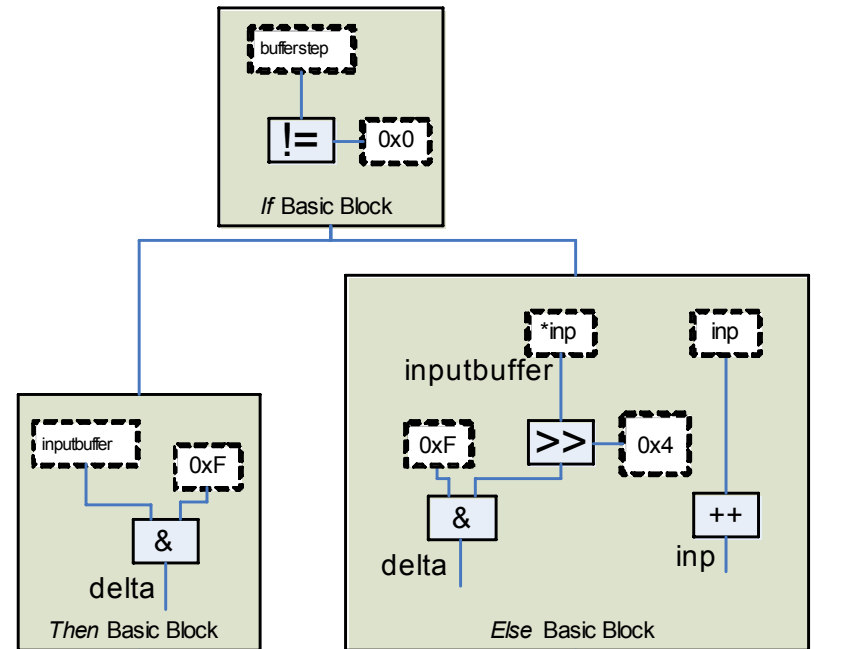 bufferstep
!=
0x0
If Basic Block
inputbuffer
0xF
&
delta
Then Basic Block
*inp
inp
inputbuffer
0xF
>>
0x4
&
++
delta
inp
Else Basic Block